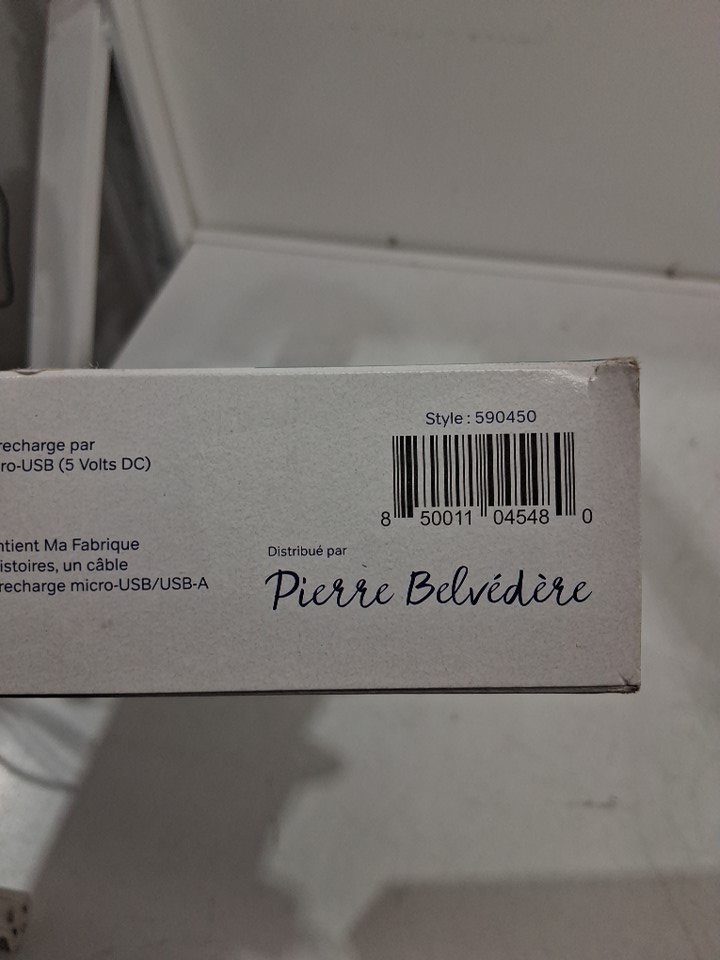 recharge par
ro-USB (5 Volts DC)
ntient Ma Fabrique
istoires, un câble
recharge micro-USB/USB-A
Style : 590450
8 50011 04548 0
Distribué par
Pierre Belvédère